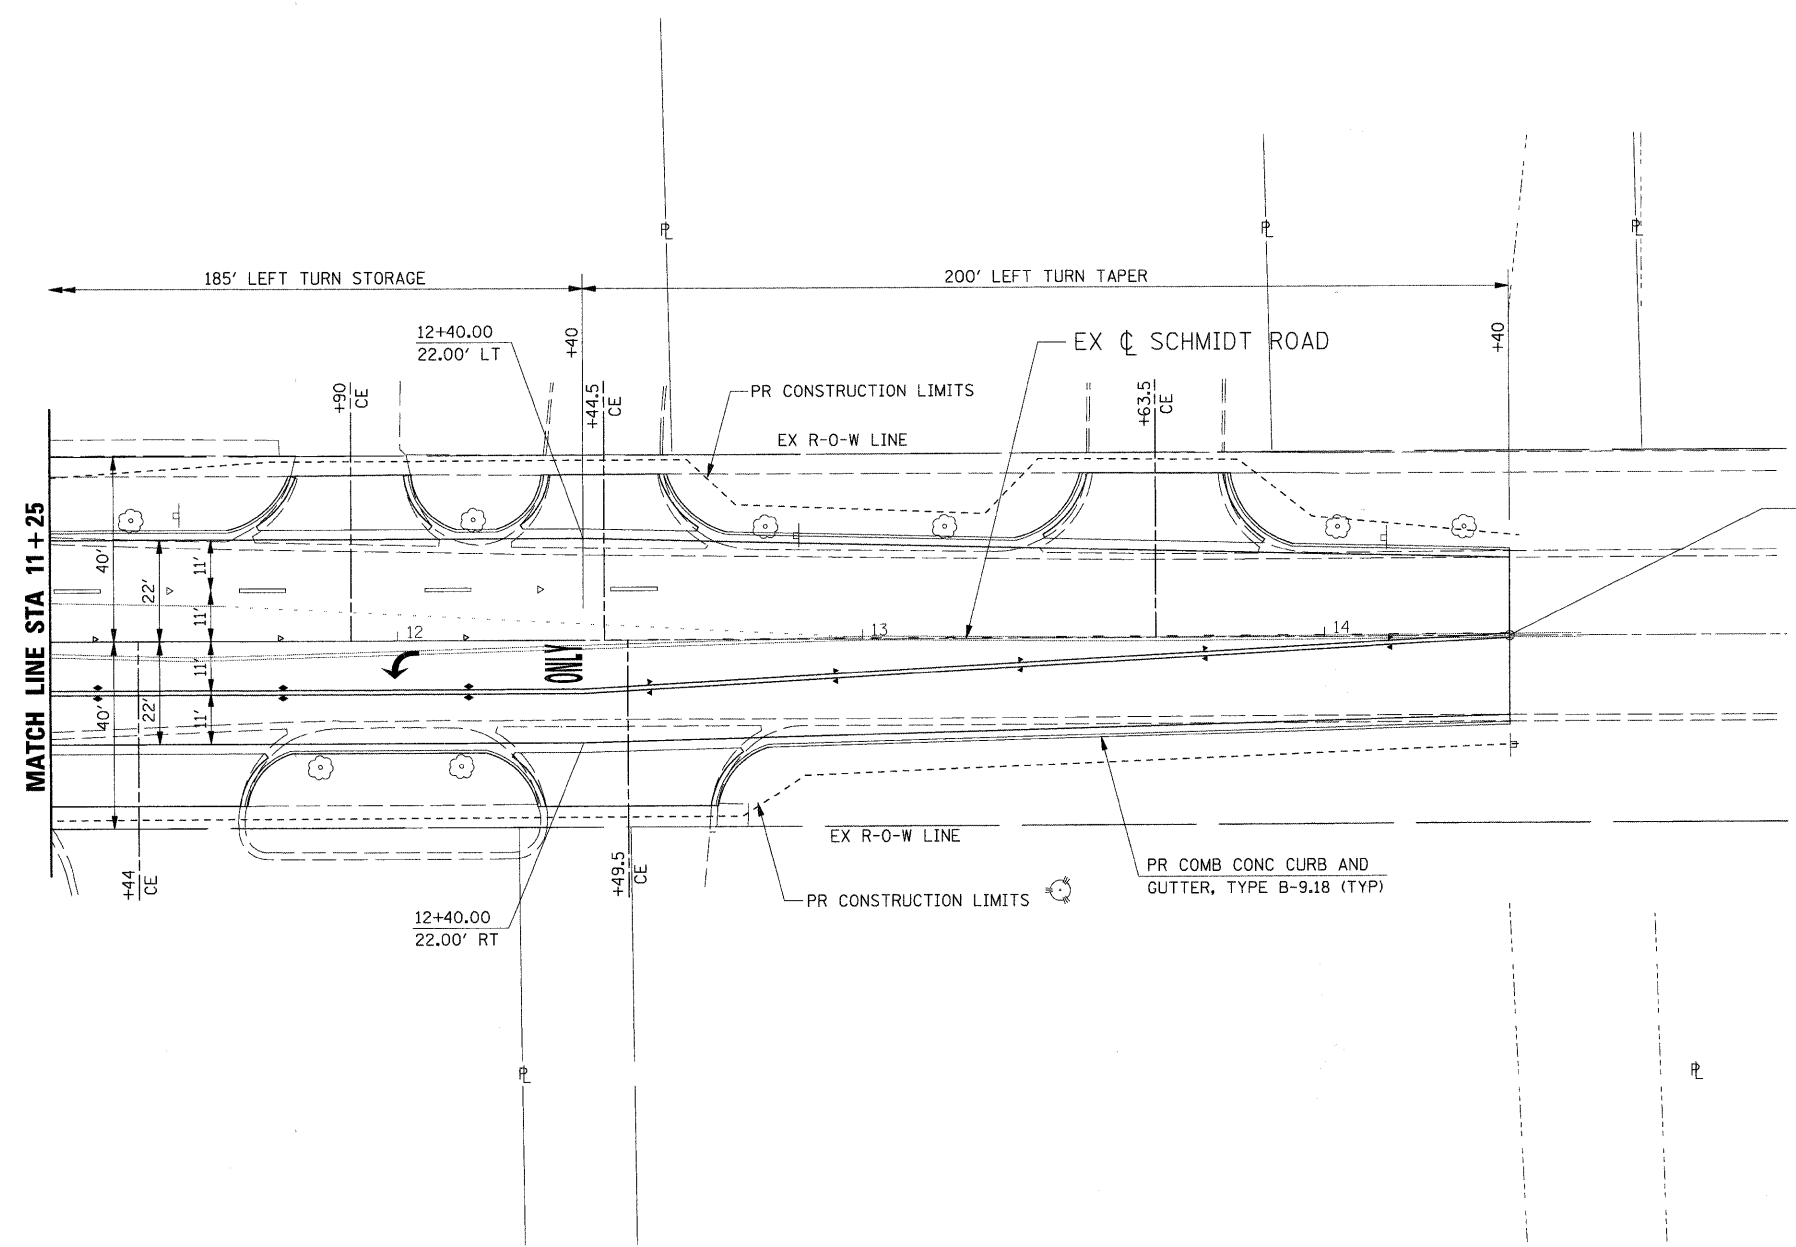 185' LEFT TURN STORAGE
200' LEFT TURN TAPER
12+40.00
22.00' LT
+40
+40
EX ℄ SCHMIDT ROAD
+90
CE
+44.5
CE
+63.5
CE
PR CONSTRUCTION LIMITS
EX R-O-W LINE
MATCH LINE STA 11+25
40'
22'
11'
11'
12
13
14
ONLY
40'
22'
11'
11'
+44
CE
+49.5
CE
EX R-O-W LINE
PR COMB CONC CURB AND
GUTTER, TYPE B-9.18 (TYP)
PR CONSTRUCTION LIMITS
12+40.00
22.00' RT
PL
PL
PL
PL
PL